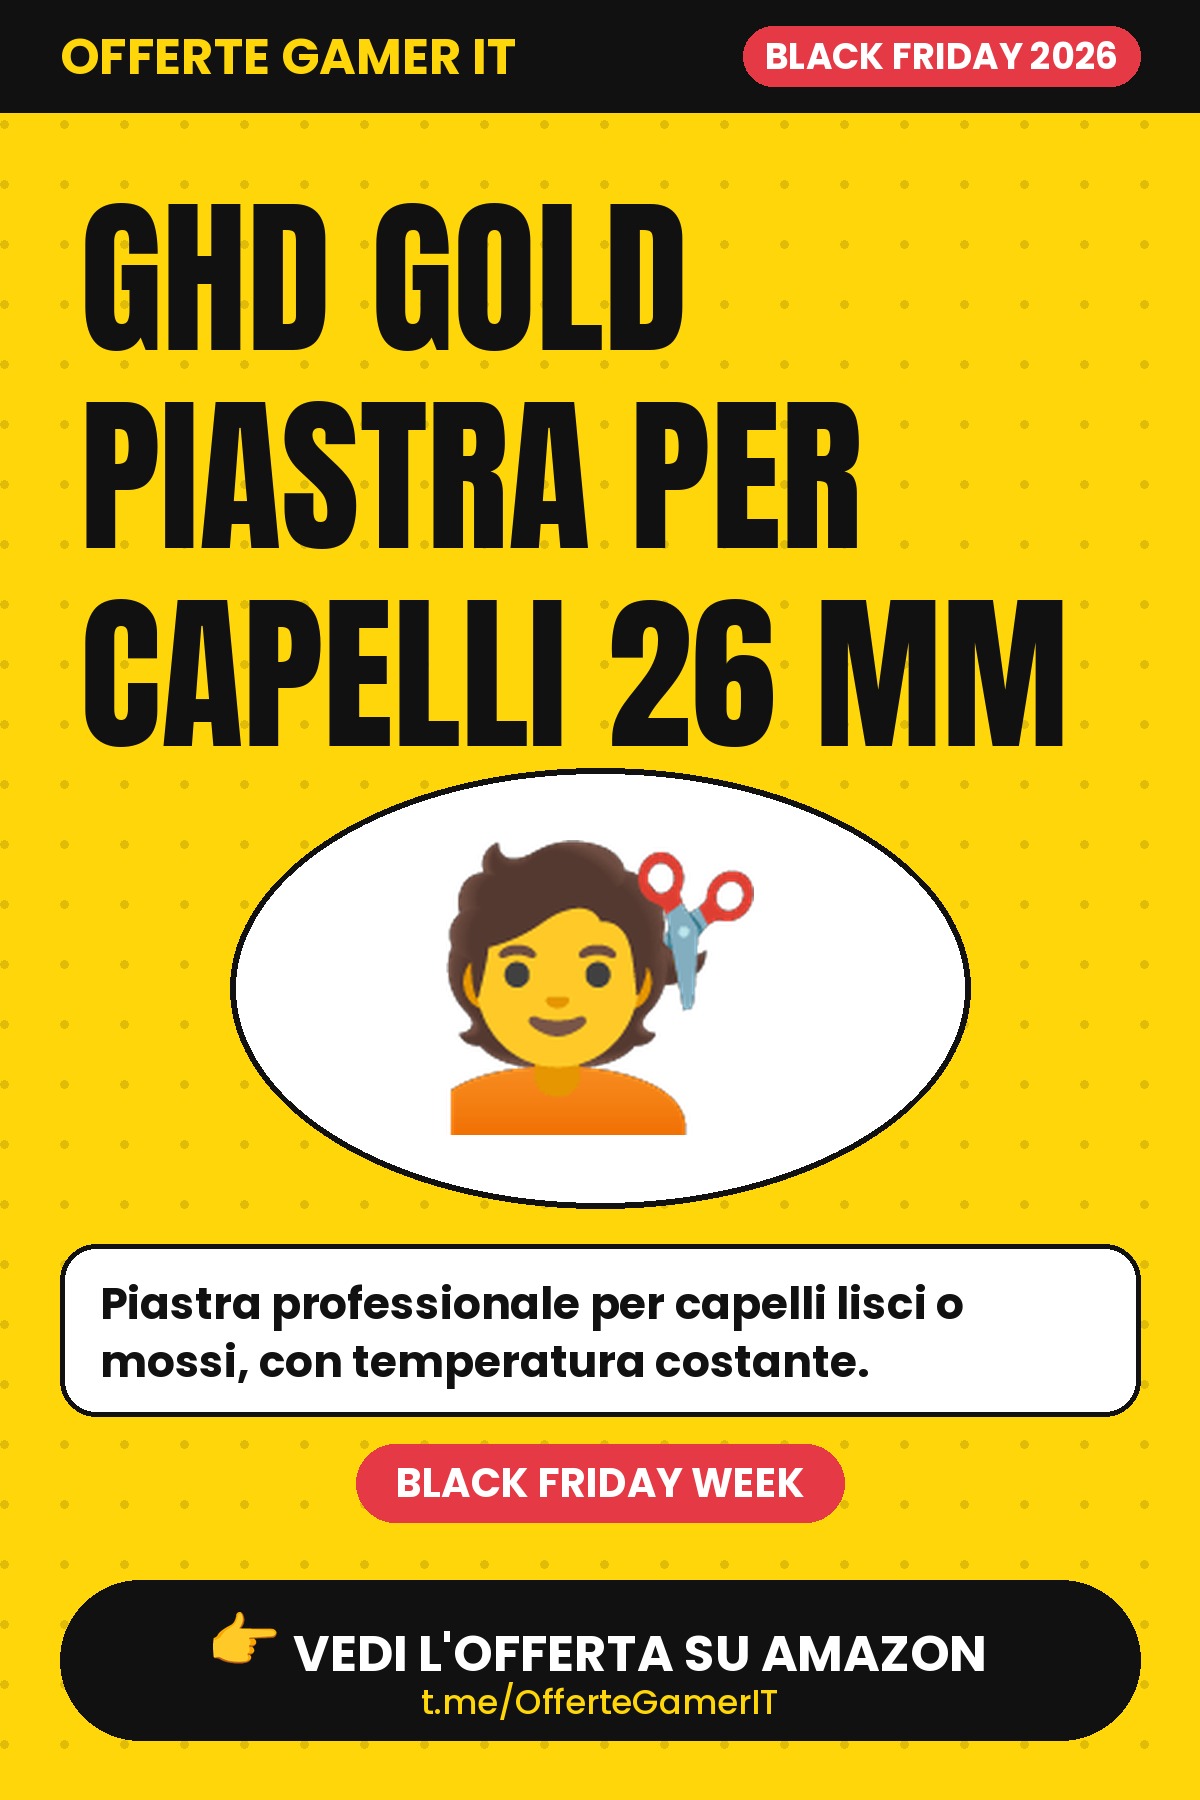 OFFERTE GAMER IT
BLACK FRIDAY 2026
GHD GOLD
PIASTRA PER
CAPELLI 26 MM
Piastra professionale per capelli lisci o
mossi, con temperatura costante.
BLACK FRIDAY WEEK
👉 VEDI L'OFFERTA SU AMAZON
t.me/OfferteGamerIT